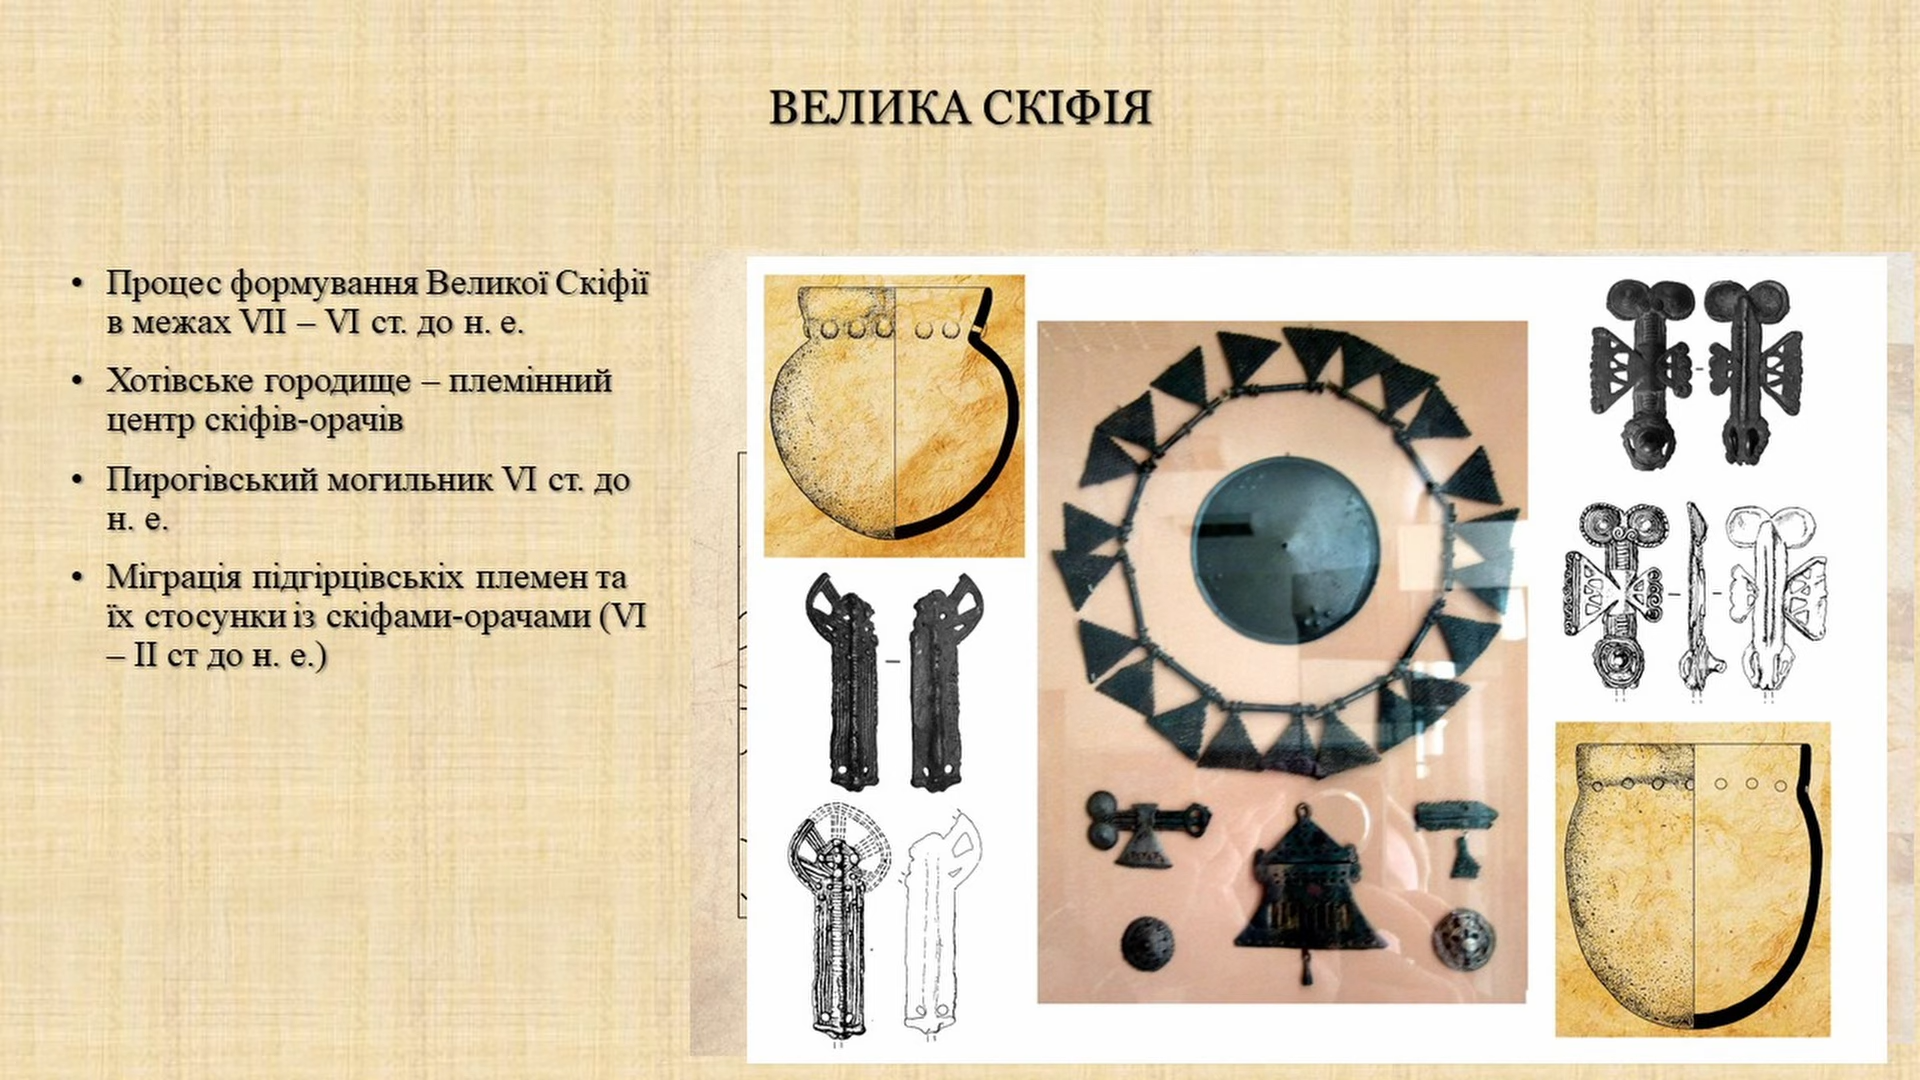 ВЕЛИКА СКІФІЯ
• Процес формування Великої Скіфії
в межах VII – VI ст. до н. е.
• Хотівське городище – племінний
центр скіфів-орачів
• Пирогівський могильник VI ст. до
н. е.
• Міграція підгірцівськіх племен та
їх стосунки із скіфами-орачами (VI
– II ст до н. е.)